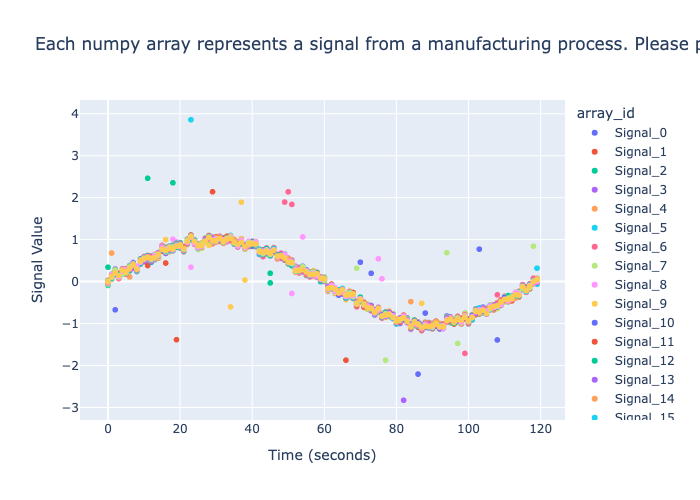 Each numpy array represents a signal from a manufacturing process. Please
array_id
Signal_0
Signal_1
Signal_2
Signal_3
Signal_4
Signal_5
Signal_6
Signal_7
Signal_8
Signal_9
Signal_10
Signal_11
Signal_12
Signal_13
Signal_14
Signal_15
Signal Value
4
3
2
1
0
−1
−2
−3
0
20
40
60
80
100
120
Time (seconds)